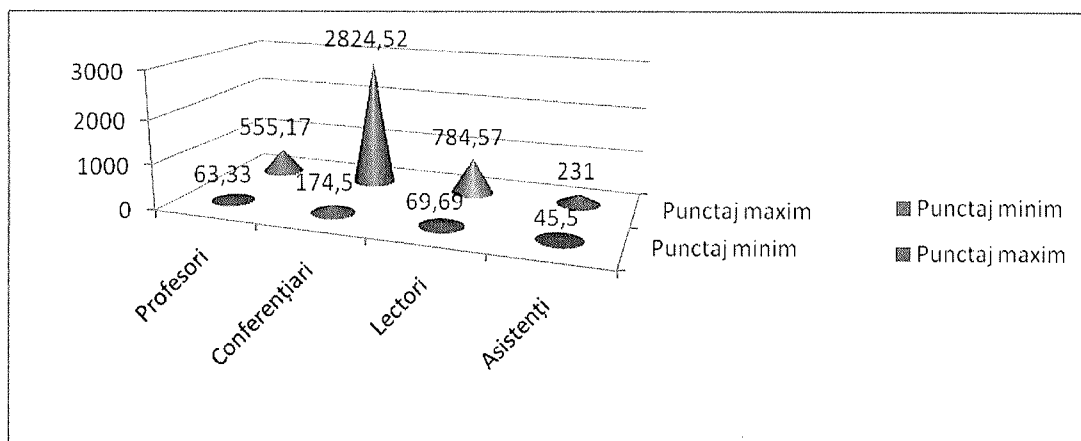 2824,52
3000
2000
555,17
784,57
1000
63,33
174,5
231
69,69
45,5
0
Punctaj maxim
Punctaj minim
Punctaj minim
Punctaj maxim
Profesori
Conferențiari
Lectori
Asistenți